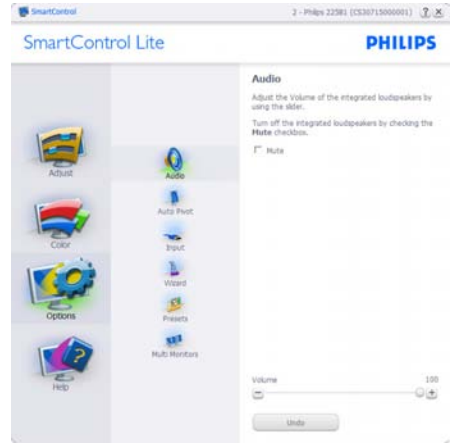 SmartControl
2 - Philips 225B1 (CS30715000001)
SmartControl Lite
PHILIPS
Adjust
Color
Options
Help
Audio
Auto Pivot
Input
Wizard
Presets
Multi Monitors
Audio
Adjust the Volume of the integrated loudspeakers by
using the slider.
Turn off the integrated loudspeakers by checking the
Mute checkbox.
Mute
Volume
100
Undo